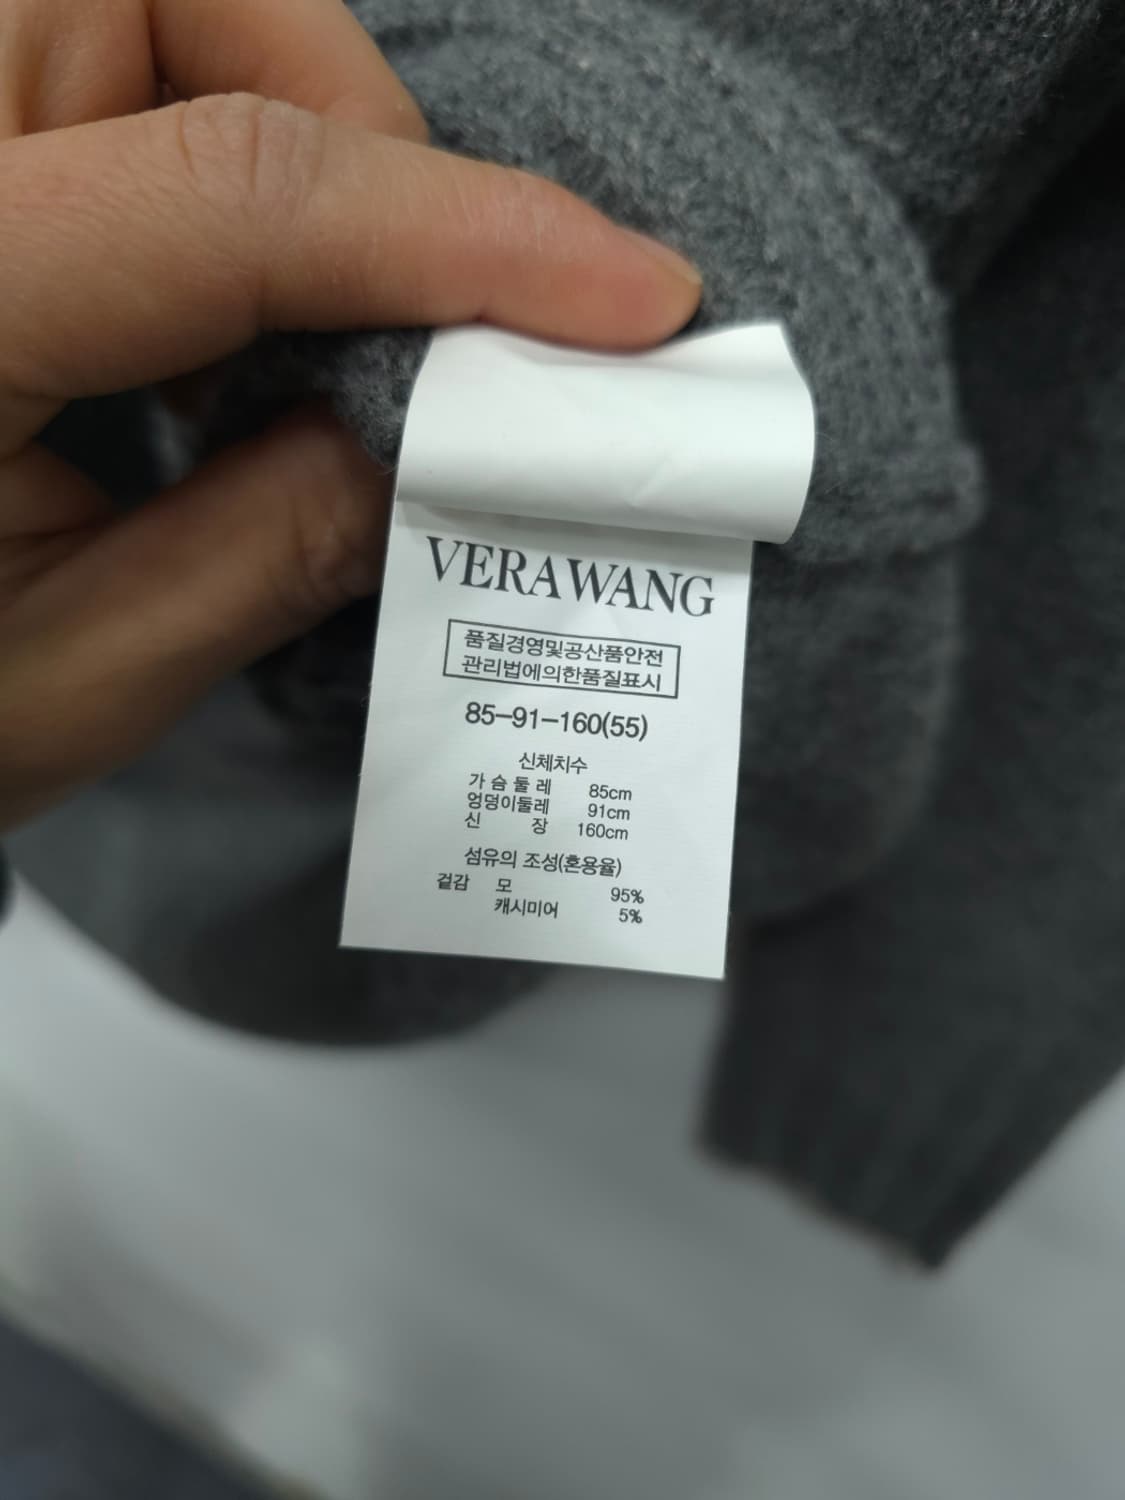 VERA WANG
품질경영및공산품안전
관리법에의한품질표시
85-91-160(55)
신체치수
가슴둘레 85cm
엉덩이둘레 91cm
신장 160cm
섬유의 조성(혼용율)
겉감 모 95%
캐시미어 5%